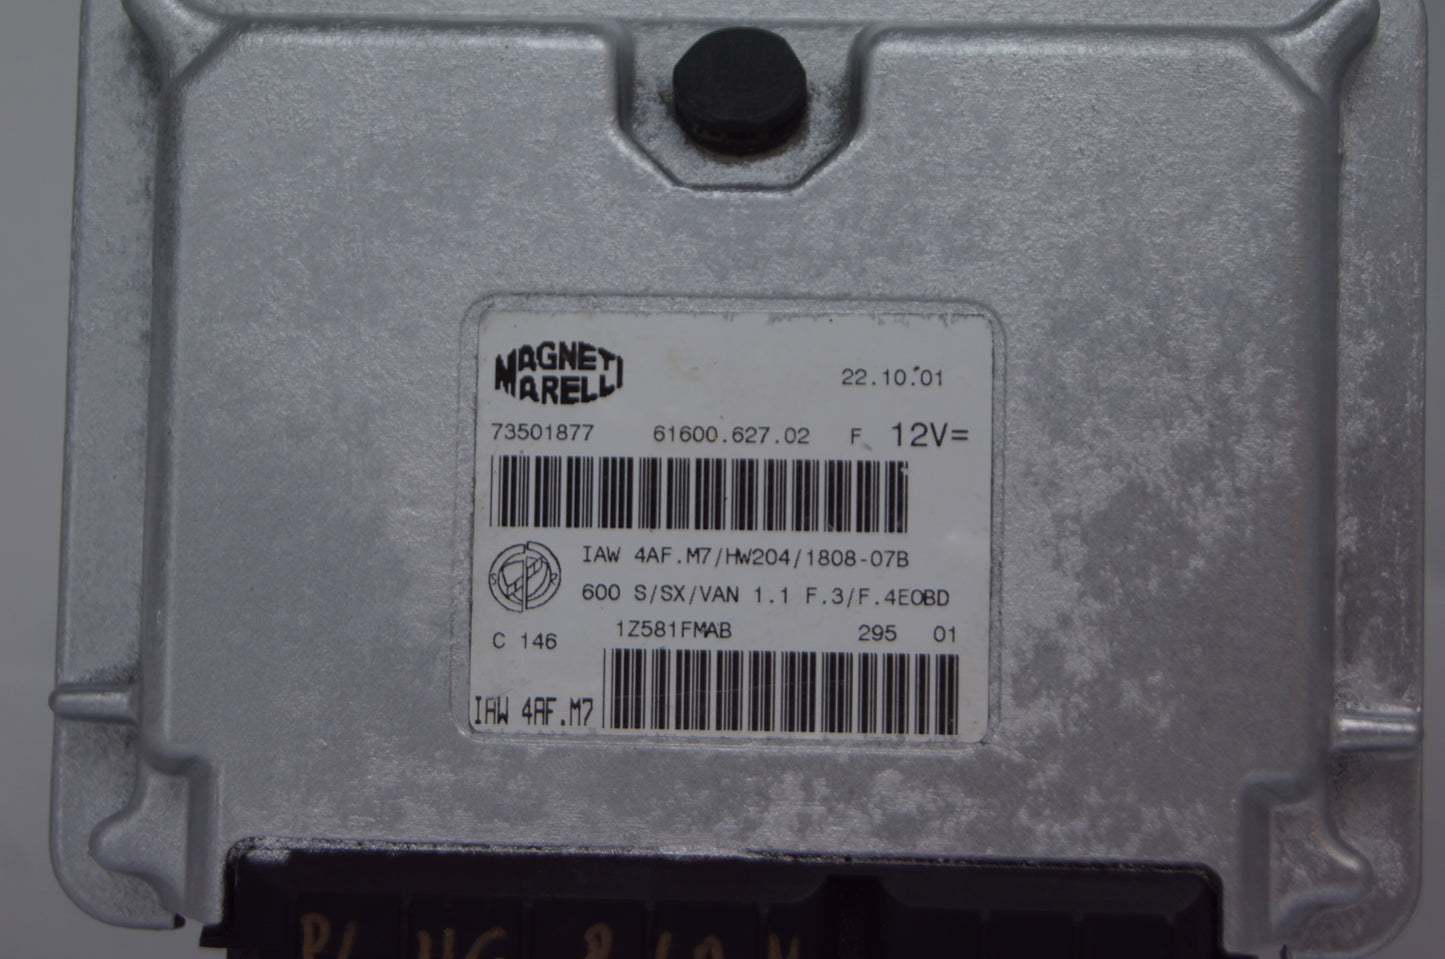 MAGNETI
MARELLI
22.10.01
73501877 61600.627.02 F 12V=
IAW 4AF.M7/HW204/1808-07B
600 S/SX/VAN 1.1 F.3/F.4EOBD
C 146 1Z581FMAB 295 01
IAW 4AF.M7